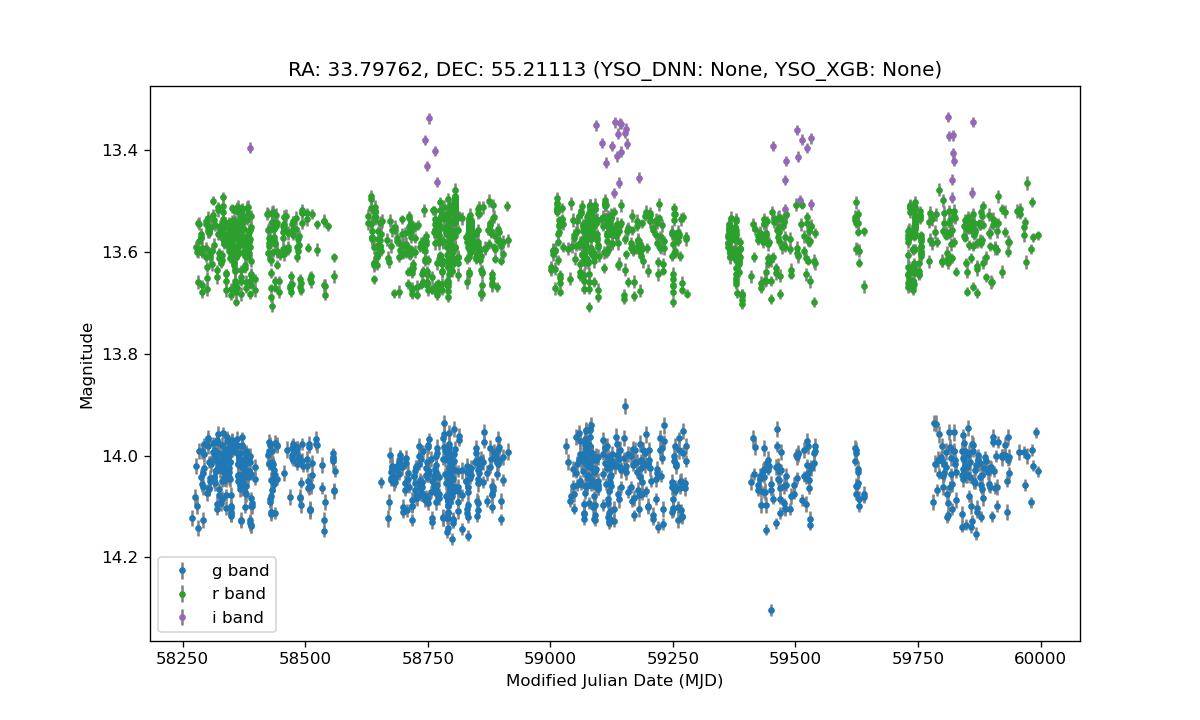 RA: 33.79762, DEC: 55.21113 (YSO_DNN: None, YSO_XGB: None)
13.4
13.6
13.8
14.0
14.2
Magnitude
g band
r band
i band
58250 58500 58750 59000 59250 59500 59750 60000
Modified Julian Date (MJD)